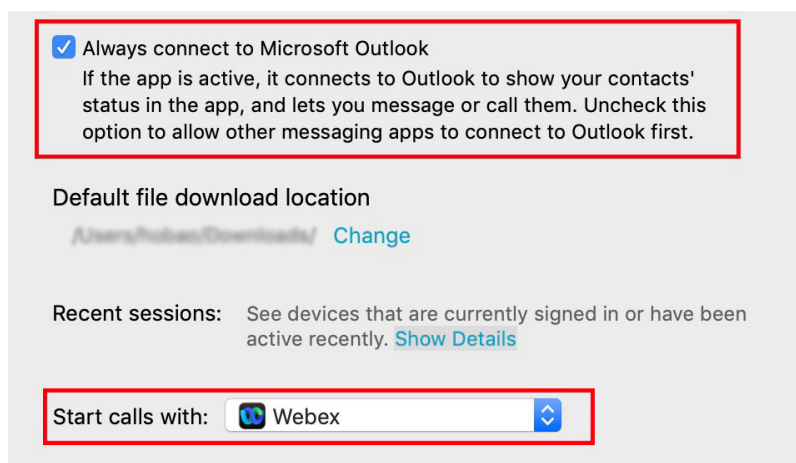 Always connect to Microsoft Outlook
If the app is active, it connects to Outlook to show your contacts'
status in the app, and lets you message or call them. Uncheck this
option to allow other messaging apps to connect to Outlook first.
Default file download location
Change
Recent sessions: See devices that are currently signed in or have been
active recently. Show Details
Start calls with: Webex